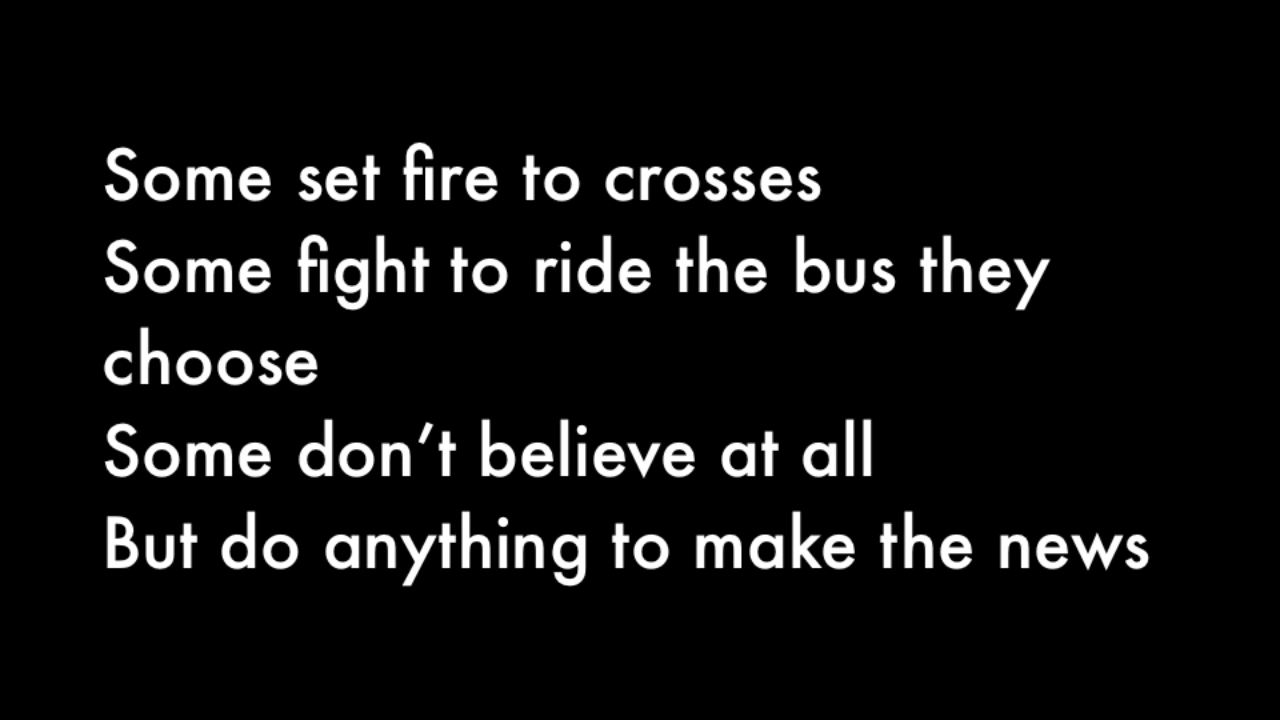 Some set fire to crosses
Some fight to ride the bus they
choose
Some don’t believe at all
But do anything to make the news